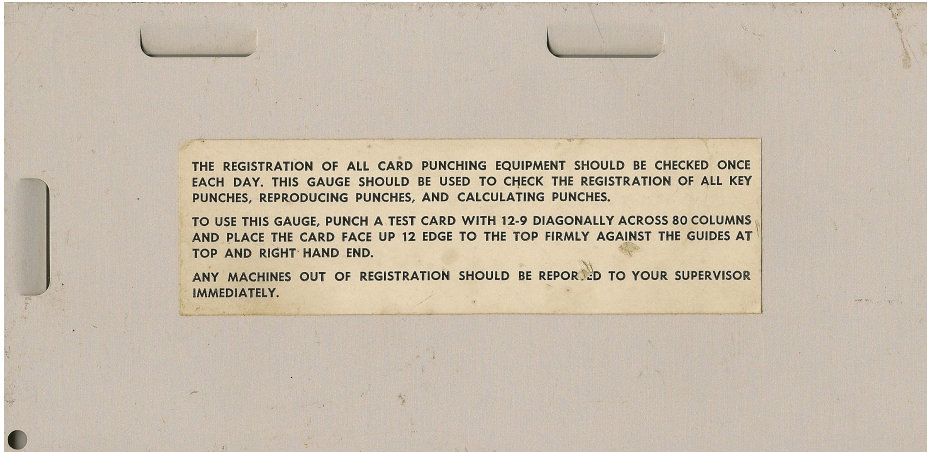 THE REGISTRATION OF ALL CARD PUNCHING EQUIPMENT SHOULD BE CHECKED ONCE
EACH DAY. THIS GAUGE SHOULD BE USED TO CHECK THE REGISTRATION OF ALL KEY
PUNCHES, REPRODUCING PUNCHES, AND CALCULATING PUNCHES.
TO USE THIS GAUGE, PUNCH A TEST CARD WITH 12-9 DIAGONALLY ACROSS 80 COLUMNS
AND PLACE THE CARD FACE UP 12 EDGE TO THE TOP FIRMLY AGAINST THE GUIDES AT
TOP AND RIGHT HAND END.
ANY MACHINES OUT OF REGISTRATION SHOULD BE REPORTED TO YOUR SUPERVISOR
IMMEDIATELY.